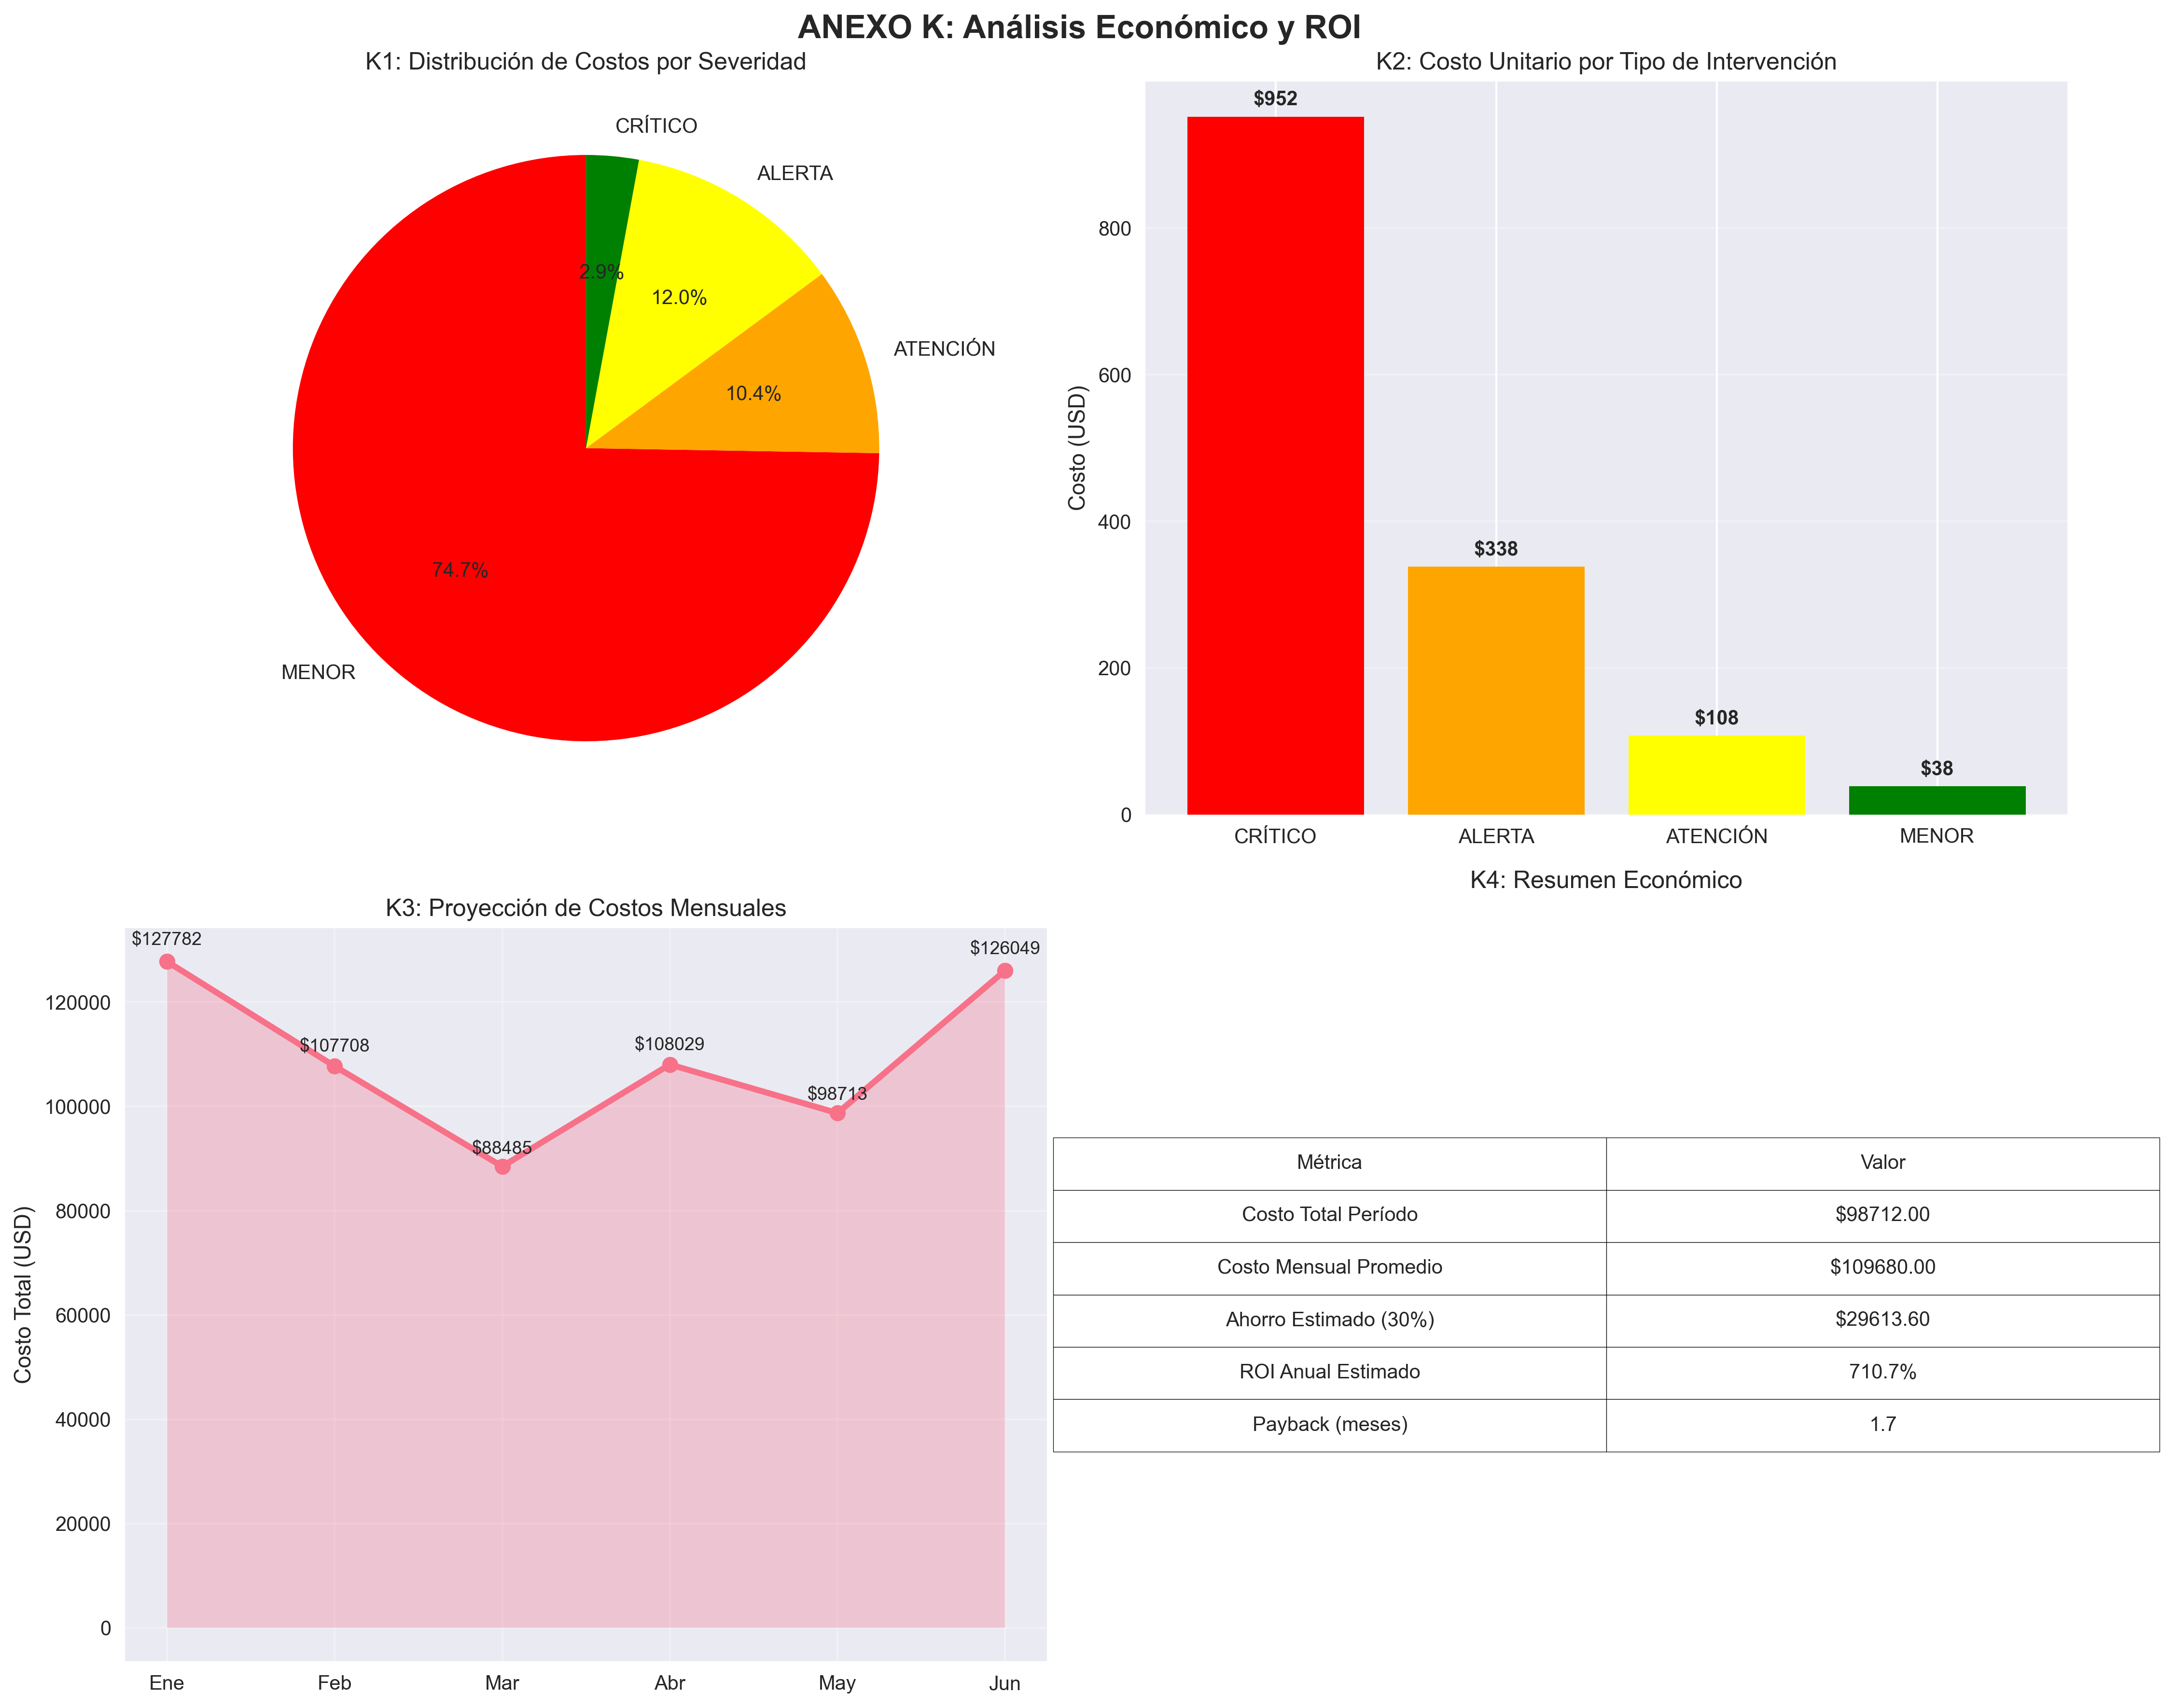 ANEXO K: Análisis Económico y ROI
K1: Distribución de Costos por Severidad
CRÍTICO
ALERTA
ATENCIÓN
MENOR
2.9%
12.0%
10.4%
74.7%
K2: Costo Unitario por Tipo de Intervención
Costo (USD)
800
600
400
200
0
$952
$338
$108
$38
CRÍTICO
ALERTA
ATENCIÓN
MENOR
K3: Proyección de Costos Mensuales
Costo Total (USD)
120000
100000
80000
60000
40000
20000
0
$127782
$107708
$88485
$108029
$98713
$126049
Ene
Feb
Mar
Abr
May
Jun
K4: Resumen Económico
Métrica Valor
Costo Total Período $98712.00
Costo Mensual Promedio $109680.00
Ahorro Estimado (30%) $29613.60
ROI Anual Estimado 710.7%
Payback (meses) 1.7